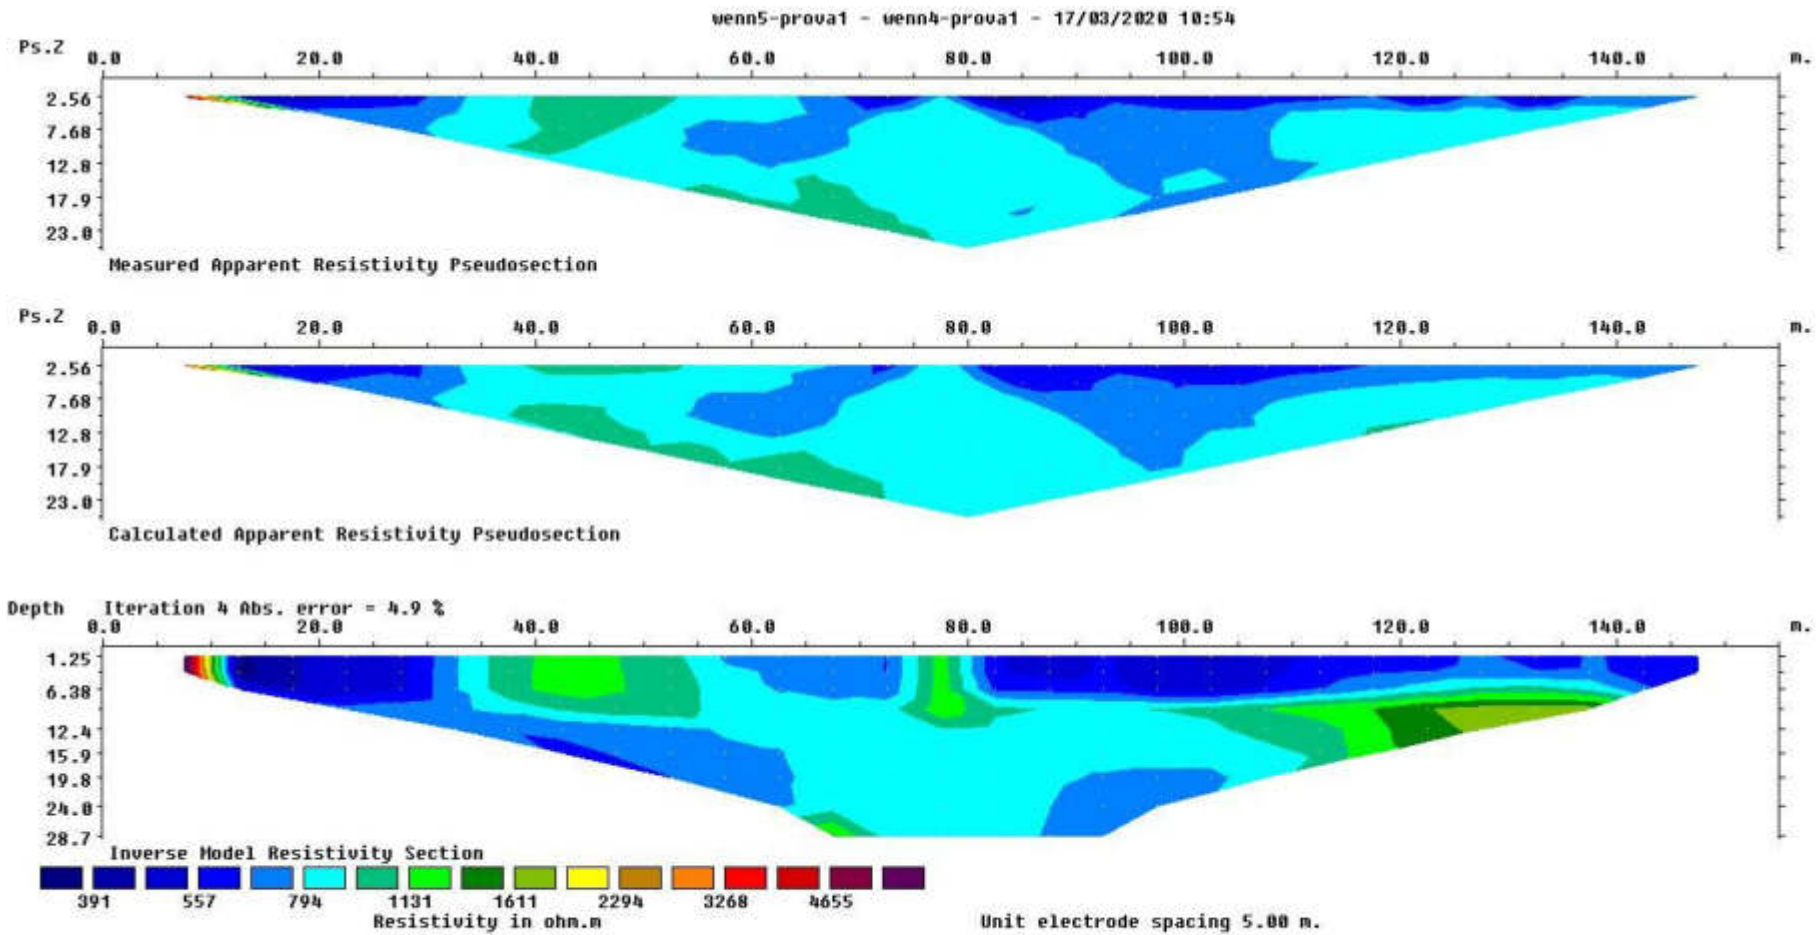 wenn5-prova1 - wenn4-prova1 - 17/03/2020 10:54
Ps.Z 0.0 20.0 40.0 60.0 80.0 100.0 120.0 140.0 m.
2.56
7.68
12.8
17.9
23.0
Measured Apparent Resistivity Pseudosection
Ps.Z 0.0 20.0 40.0 60.0 80.0 100.0 120.0 140.0 m.
2.56
7.68
12.8
17.9
23.0
Calculated Apparent Resistivity Pseudosection
Depth Iteration 4 Abs. error = 4.9 %
0.0 20.0 40.0 60.0 80.0 100.0 120.0 140.0 m.
1.25
6.38
12.4
15.9
19.8
24.0
28.7
Inverse Model Resistivity Section
391 557 794 1131 1611 2294 3268 4655
Resistivity in ohm.m Unit electrode spacing 5.00 m.